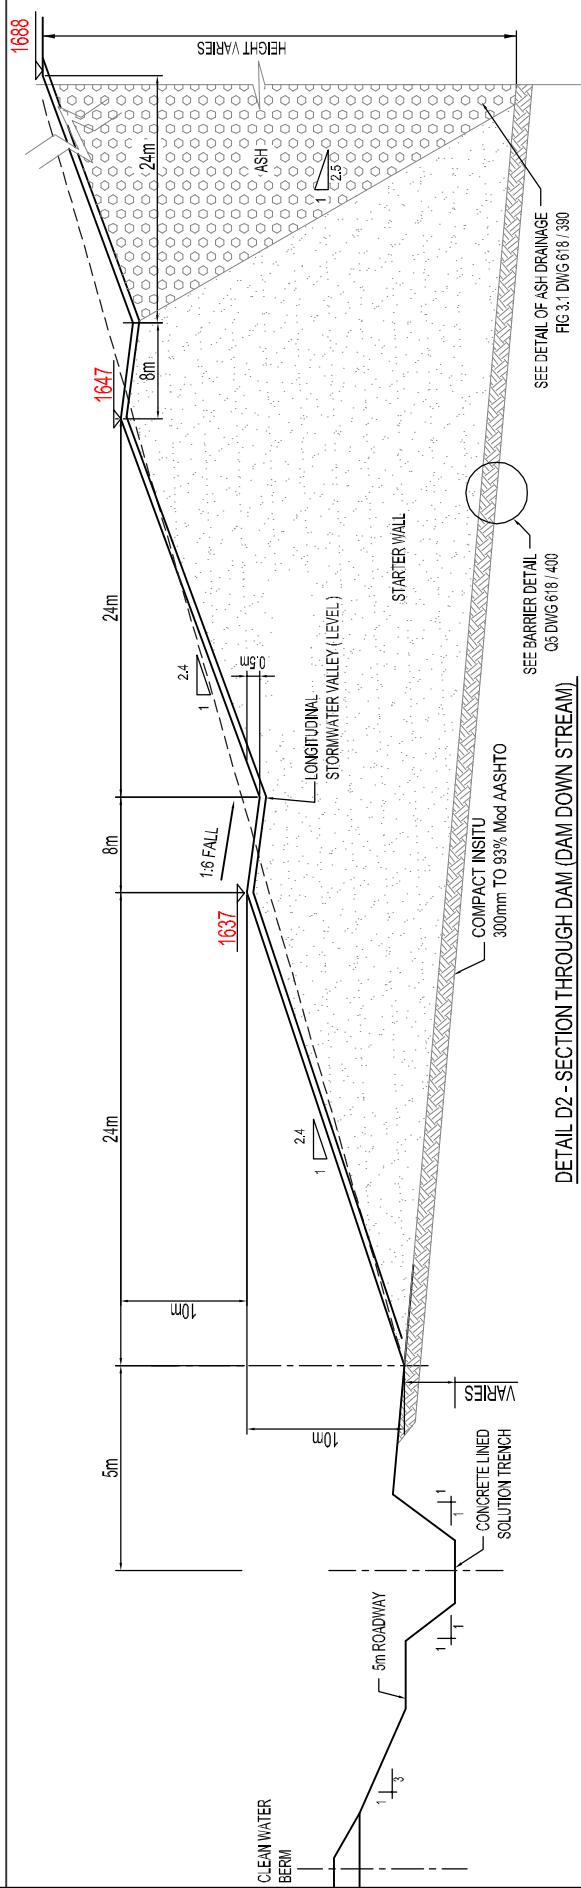 CLEAN WATER
BERM
1
3
5m ROADWAY
1
1
CONCRETE LINED
SOLUTION TRENCH
1
1
5m
VARIES
10m
10m
24m
2.4
1
1637
8m
1:6 FALL
COMPACT INSITU
300mm TO 93% Mod AASHTO
LONGITUDINAL
STORMWATER VALLEY ( LEVEL )
0.5m
2.4
1
24m
STARTER WALL
SEE BARRIER DETAIL
Q5 DWG 618 / 400
1647
8m
24m
ASH
1
2.5
SEE DETAIL OF ASH DRAINAGE
FIG 3.1 DWG 618 / 390
HEIGHT VARIES
1688
DETAIL D2 - SECTION THROUGH DAM (DAM DOWN STREAM)